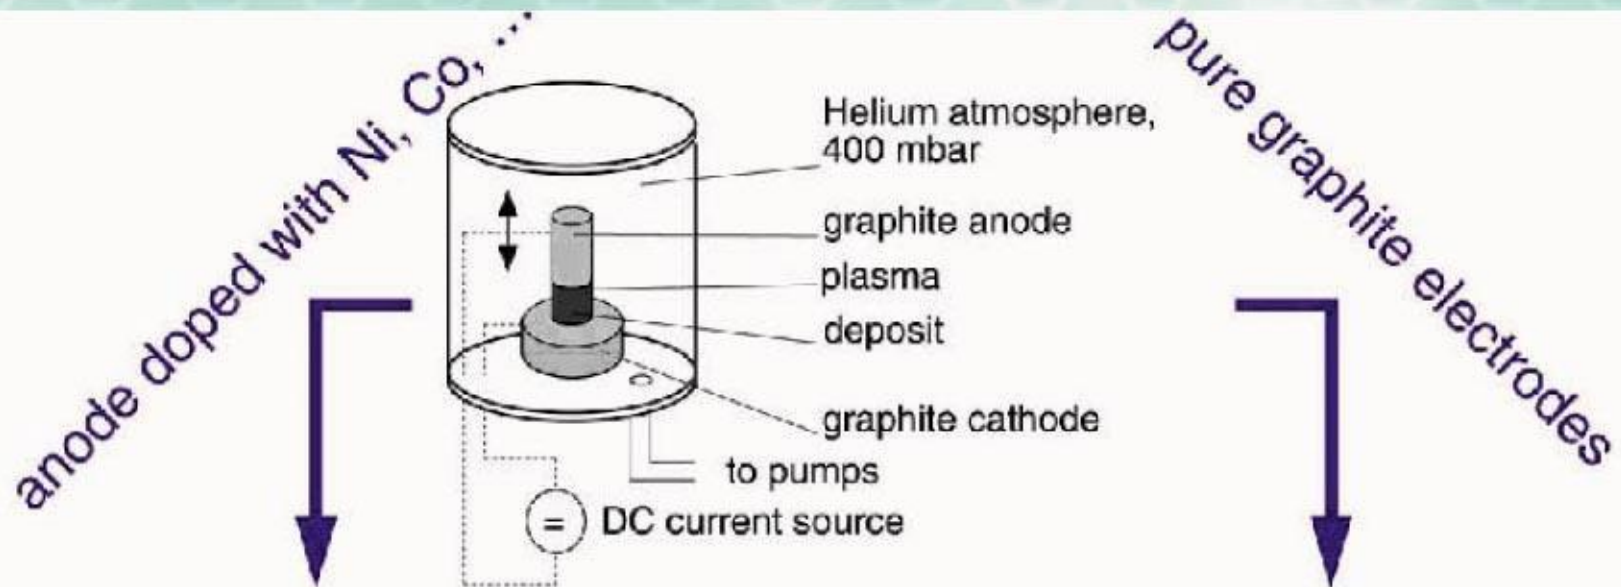 anode doped with Ni, Co, ...
pure graphite electrodes
Helium atmosphere,
400 mbar
graphite anode
plasma
deposit
graphite cathode
to pumps
= DC current source